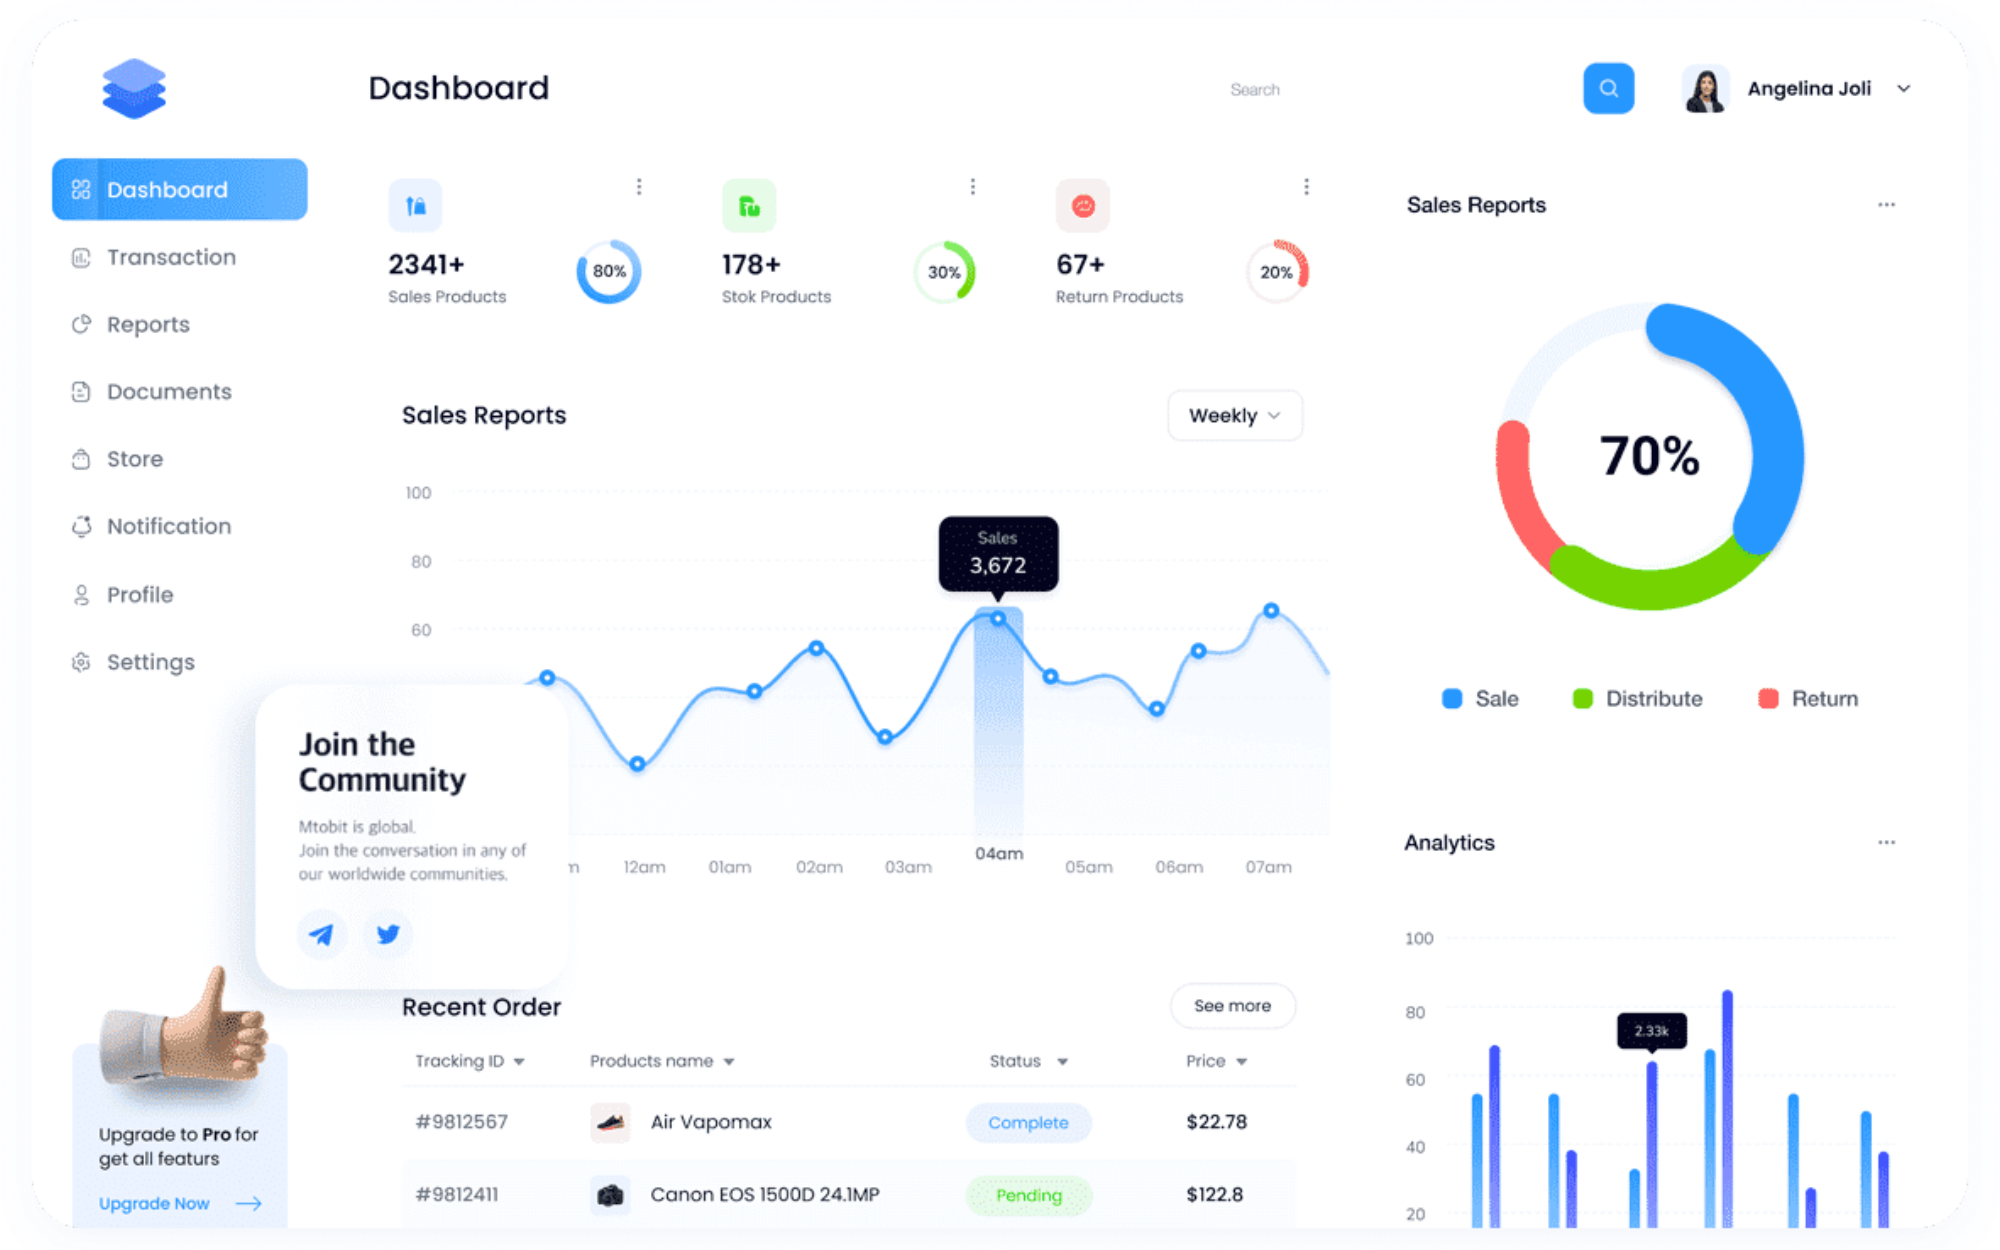 Dashboard
Search
Angelina Joli
Dashboard
Transaction
Reports
Documents
Store
Notification
Profile
Settings
2341+
Sales Products
80%
178+
Stok Products
30%
67+
Return Products
20%
Sales Reports
Weekly
100
80
60
Sales
3,672
12am
01am
02am
03am
04am
05am
06am
07am
Join the
Community
Mtobit is global.
Join the conversation in any of
our worldwide communities.
Upgrade to Pro for
get all featurs
Upgrade Now
Recent Order
See more
Tracking ID
Products name
Status
Price
#9812567
Air Vapomax
Complete
$22.78
#9812411
Canon EOS 1500D 24.1MP
Pending
$122.8
Sales Reports
70%
Sale
Distribute
Return
Analytics
100
80
60
40
20
2.33k